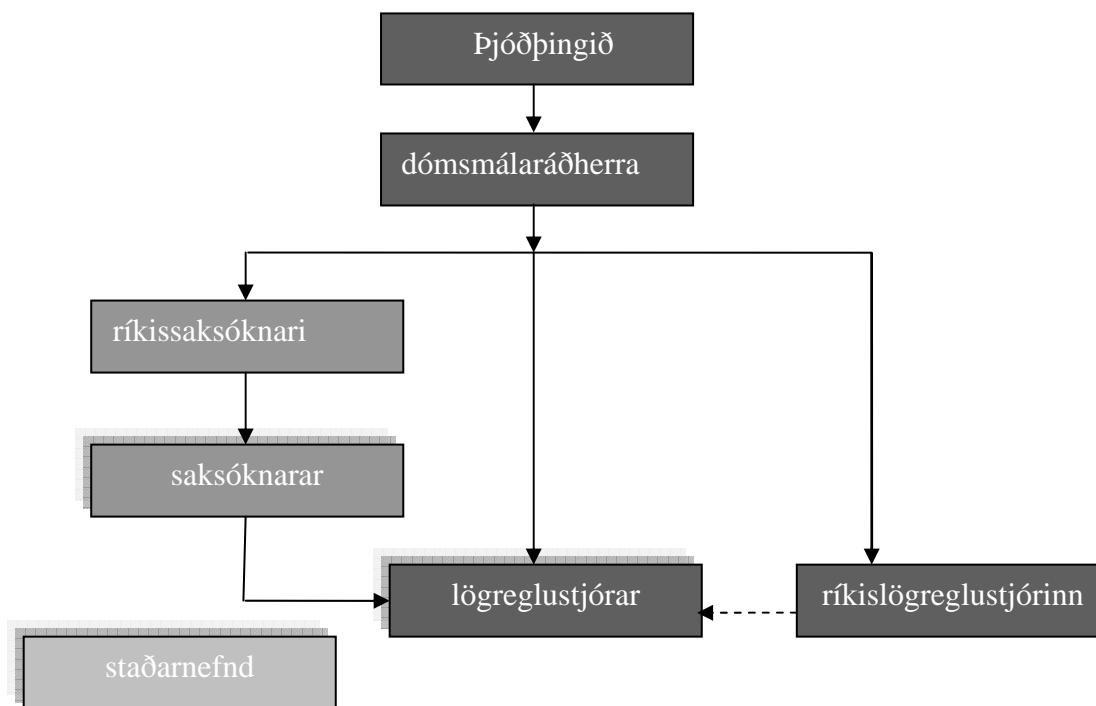 Þjóðþingið
dómsmálaráðherra
ríkissaksóknari
saksóknarar
lögreglustjórar
ríkislögreglustjórinn
staðarnefnd